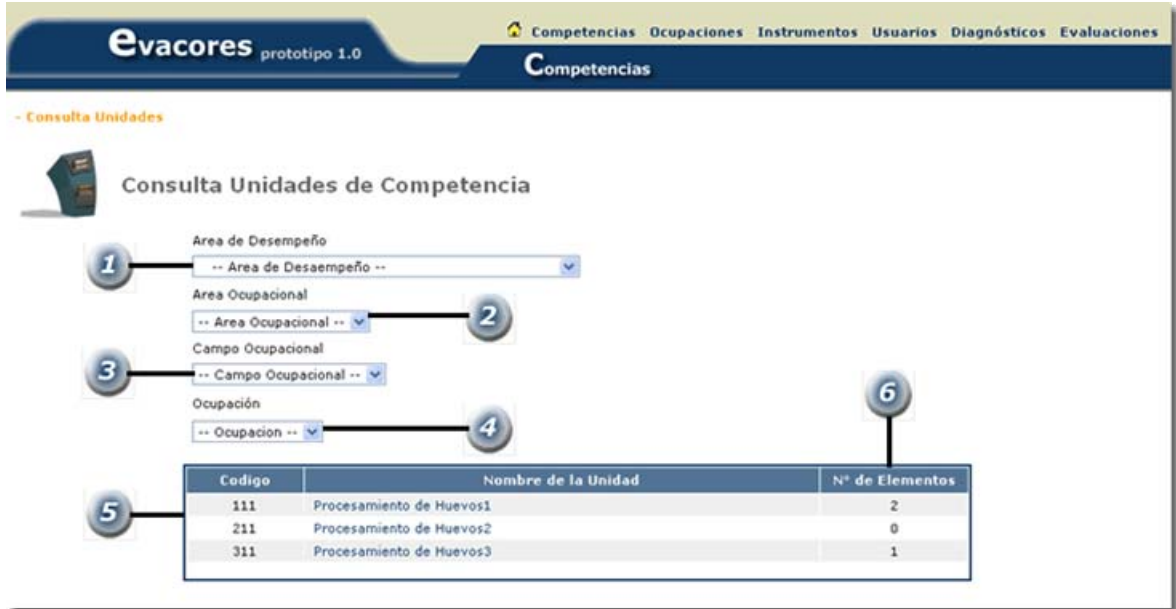 evacores prototipo 1.0
Competencias Ocupaciones Instrumentos Usuarios Diagnósticos Evaluaciones
Competencias
- Consulta Unidades
Consulta Unidades de Competencia
Area de Desempeño
1
-- Area de Desaempeño --
Area Ocupacional
-- Area Ocupacional --
2
Campo Ocupacional
3
-- Campo Ocupacional --
Ocupación
-- Ocupacion --
4
6
Codigo Nombre de la Unidad N° de Elementos
5
111 Procesamiento de Huevos1 2
211 Procesamiento de Huevos2 0
311 Procesamiento de Huevos3 1